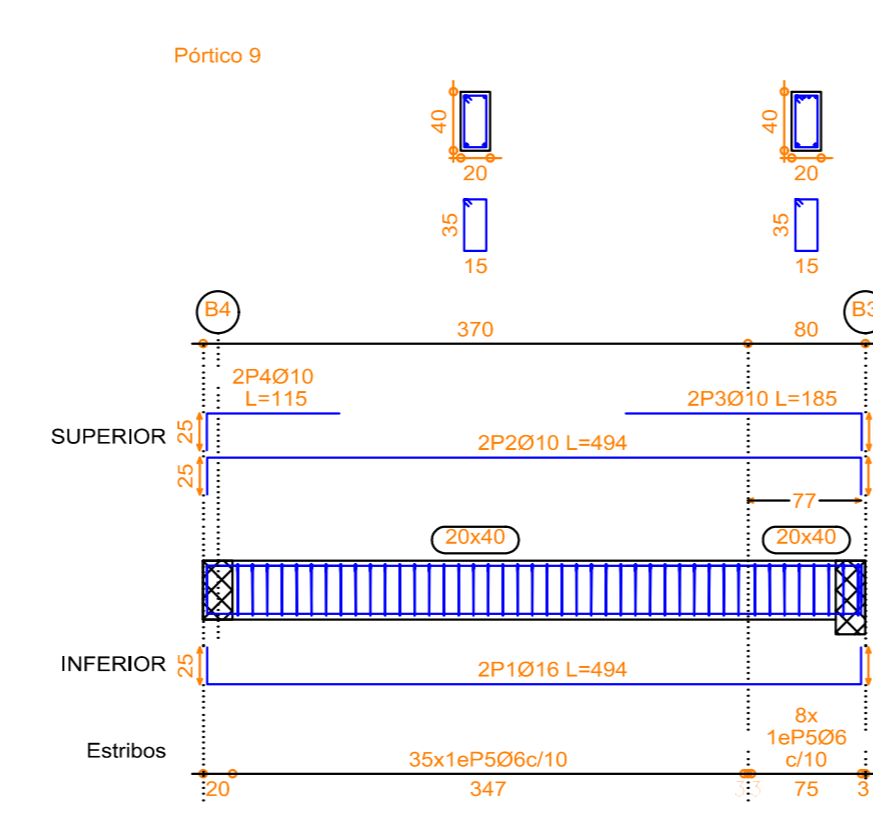 Pórtico 9
40
40
20
20
35
35
15
15
B4
370
80
2P4Ø10
L=115
2P3Ø10 L=185
SUPERIOR
25
2P2Ø10 L=494
25
77
20x40
20x40
INFERIOR
25
2P1Ø16 L=494
8x
1eP5Ø6
c/10
Estribos
35x1eP5Ø6c/10
20
347
33
75
3